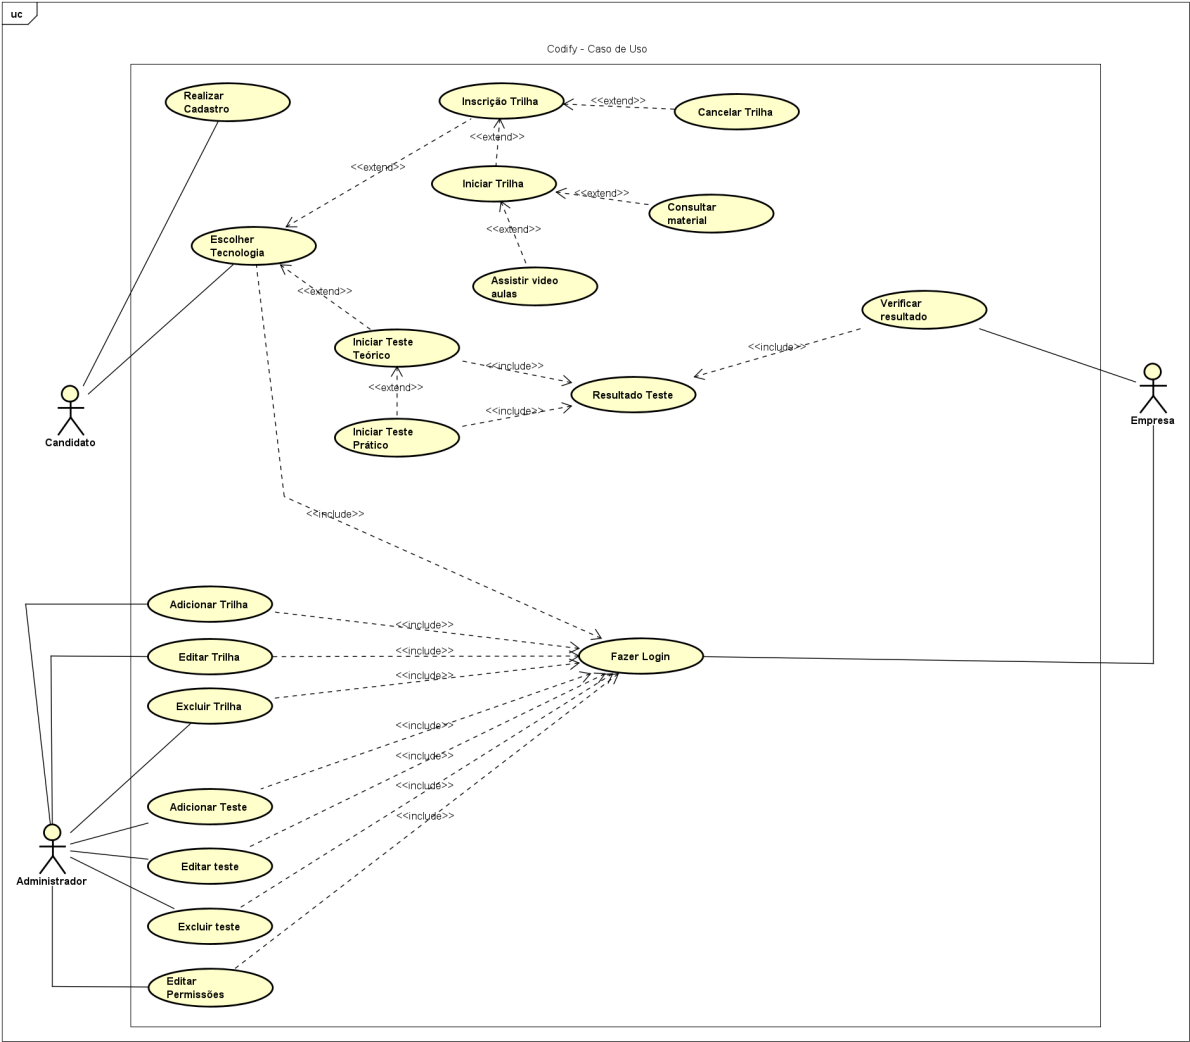 uc
Codify - Caso de Uso
Realizar
Cadastro
Inscrição Trilha
<<extend>>
Cancelar Trilha
<<extend>>
<<extend>>
Iniciar Trilha
<<extend>>
Consultar
material
Escolher
Tecnologia
<<extend>>
Assistir video
aulas
<<extend>>
Verificar
resultado
Iniciar Teste
Teórico
<<include>>
<<include>>
<<extend>>
Resultado Teste
<<include>>
Iniciar Teste
Prático
Candidato
Empresa
<<include>>
Adicionar Trilha
<<include>>
Editar Trilha
<<include>>
Fazer Login
<<include>>
Excluir Trilha
<<include>>
<<include>>
<<include>>
Adicionar Teste
<<include>>
Editar teste
Administrador
Excluir teste
Editar
Permissões